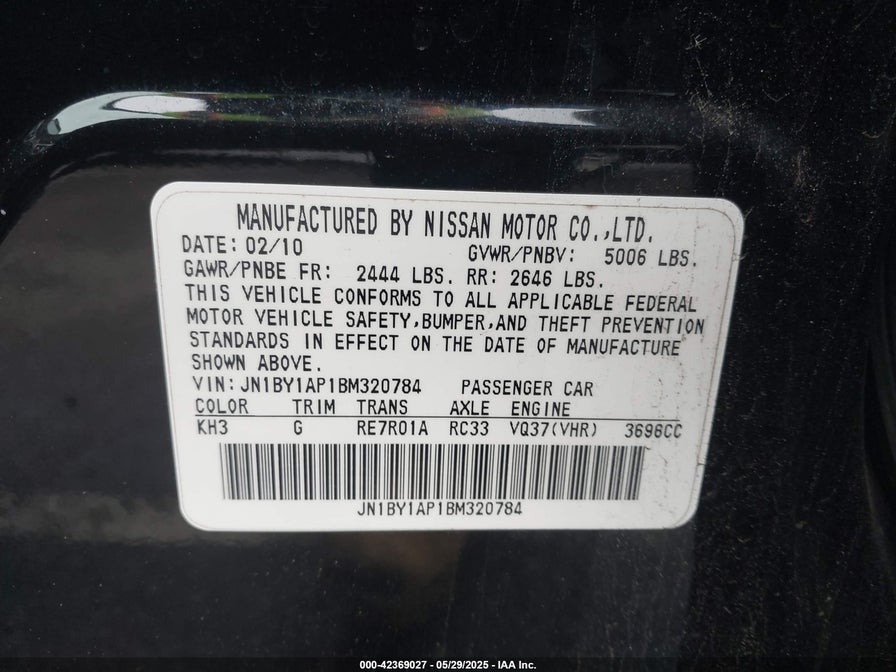 MANUFACTURED BY NISSAN MOTOR CO.,LTD.
DATE: 02/10 GVWR/PNBV: 5006 LBS.
GAWR/PNBE FR: 2444 LBS. RR: 2646 LBS.
THIS VEHICLE CONFORMS TO ALL APPLICABLE FEDERAL
MOTOR VEHICLE SAFETY,BUMPER,AND THEFT PREVENTION
STANDARDS IN EFFECT ON THE DATE OF MANUFACTURE
SHOWN ABOVE.
VIN: JN1BY1AP1BM320784 PASSENGER CAR
COLOR TRIM TRANS AXLE ENGINE
KH3 G RE7R01A RC33 VQ37(VHR) 3696CC
JN1BY1AP1BM320784
000-42369027 - 05/29/2025 - IAA Inc.